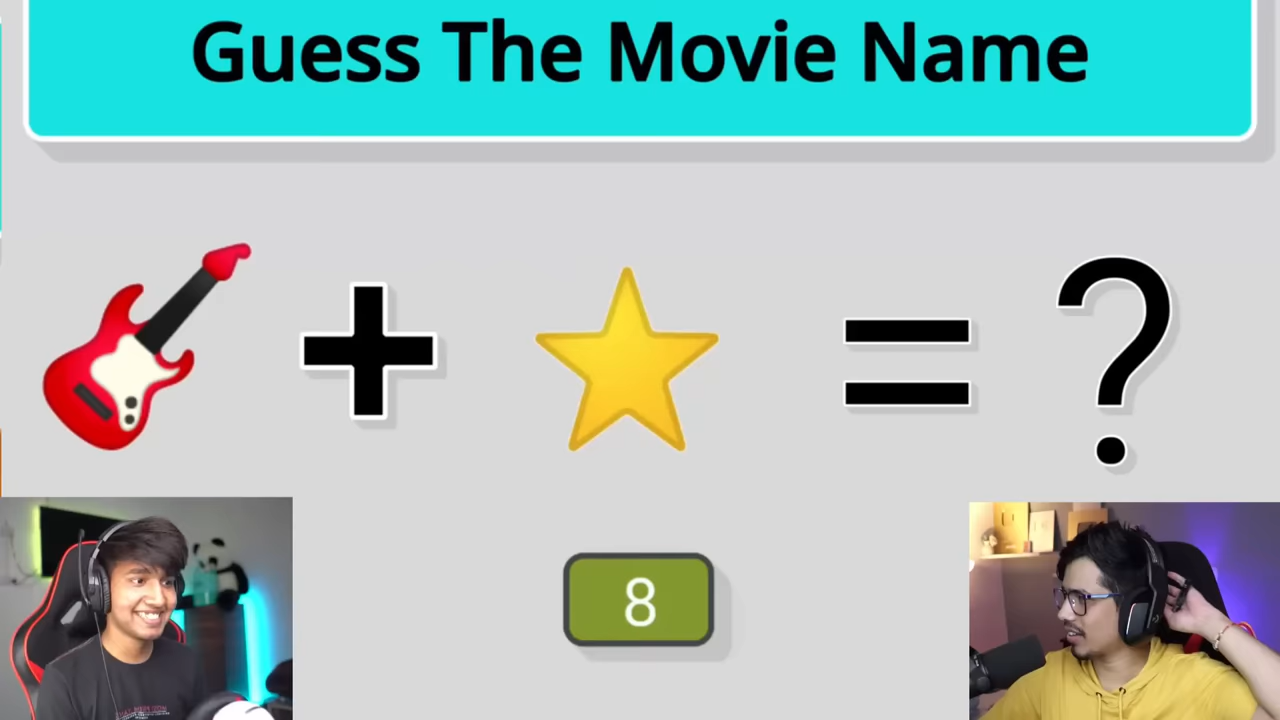 Guess The Movie Name
+
=
?
8